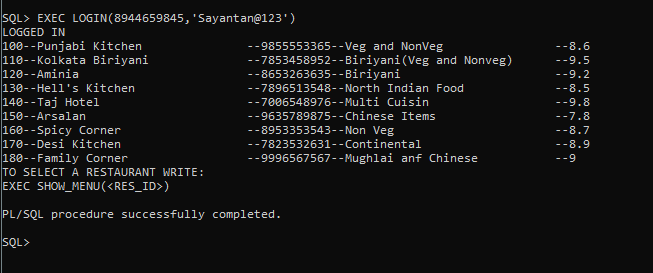 SQL> EXEC LOGIN(8944659845,'Sayantan@123')
LOGGED IN
100--Punjabi Kitchen --9855553365--Veg and NonVeg --8.6
110--Kolkata Biriyani --7853458952--Biriyani(Veg and Nonveg) --9.5
120--Aminia --8653263635--Biriyani --9.2
130--Hell's Kitchen --7896513548--North Indian Food --8.5
140--Taj Hotel --7006548976--Multi Cuisin --9.8
150--Arsalan --9635789875--Chinese Items --7.8
160--Spicy Corner --8953353543--Non Veg --8.7
170--Desi Kitchen --7823532631--Continental --8.9
180--Family Corner --9996567567--Mughlai anf Chinese --9
TO SELECT A RESTAURANT WRITE:
EXEC SHOW_MENU(<RES_ID>)
PL/SQL procedure successfully completed.
SQL>